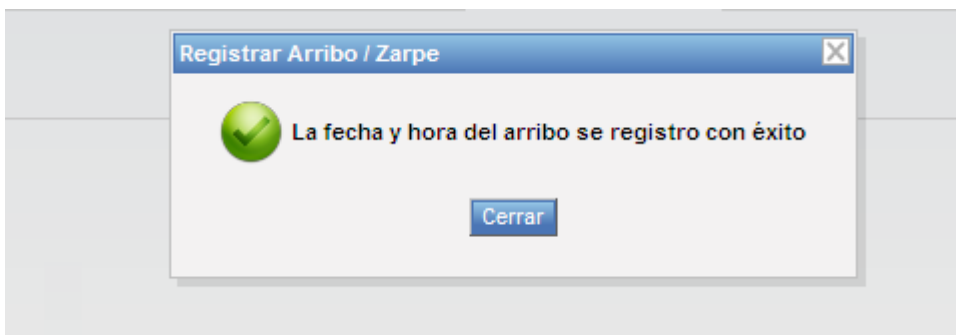 Registrar Arribo / Zarpe
La fecha y hora del arribo se registro con éxito
Cerrar